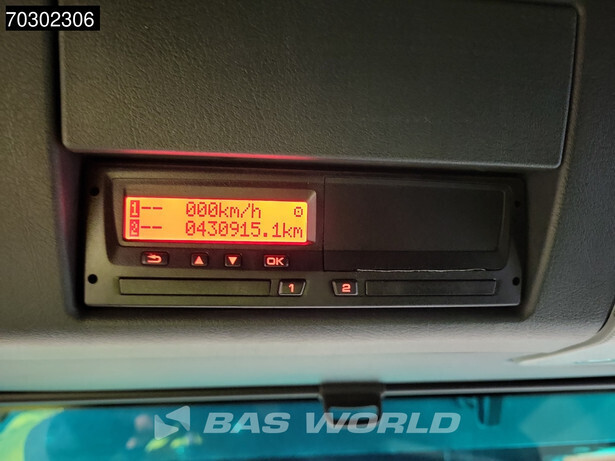 70302306
1-- 000km/h
2-- 0430915.1km
OK
1 2
BAS WORLD